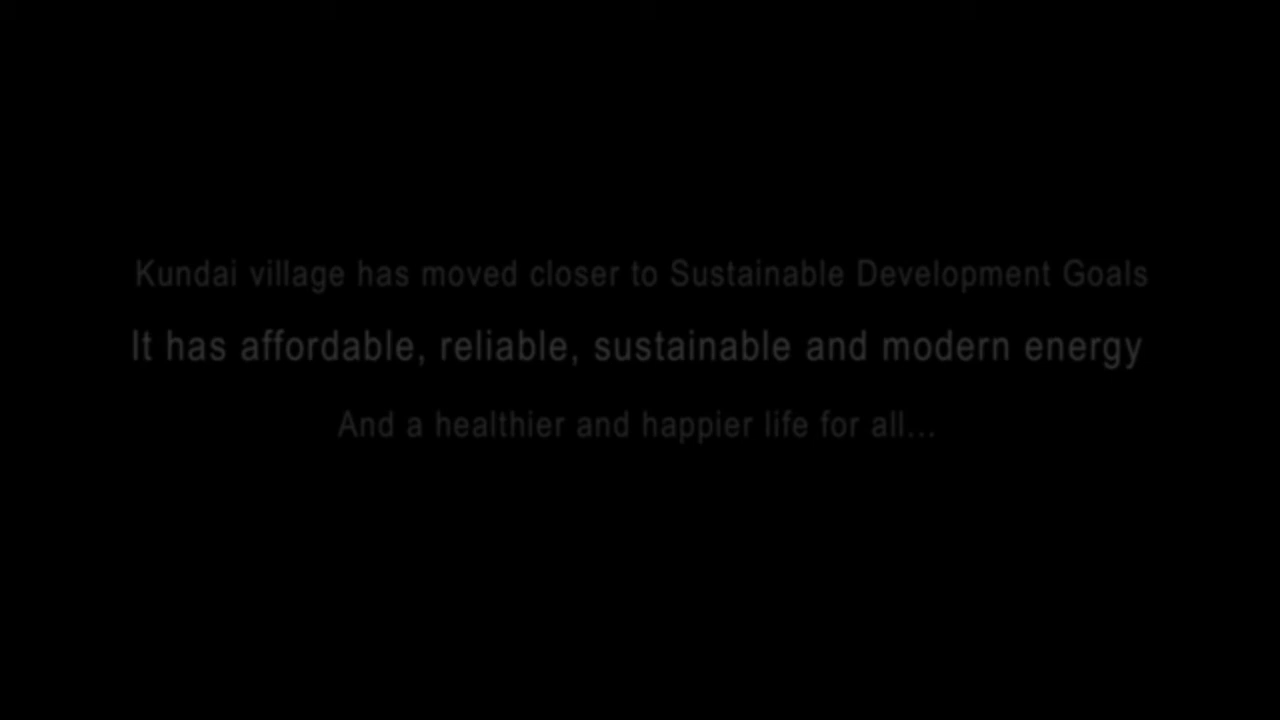 Kundai village has moved closer to Sustainable Development Goals
It has affordable, reliable, sustainable and modern energy
And a healthier and happier life for all...